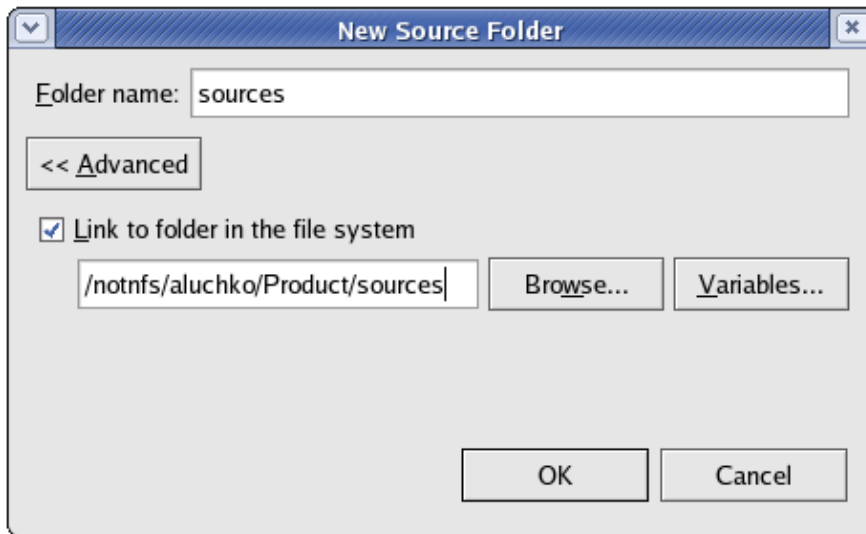 New Source Folder
Folder name: sources
<< Advanced
Link to folder in the file system
/notnfs/aluchko/Product/sources Browse... Variables...
OK Cancel